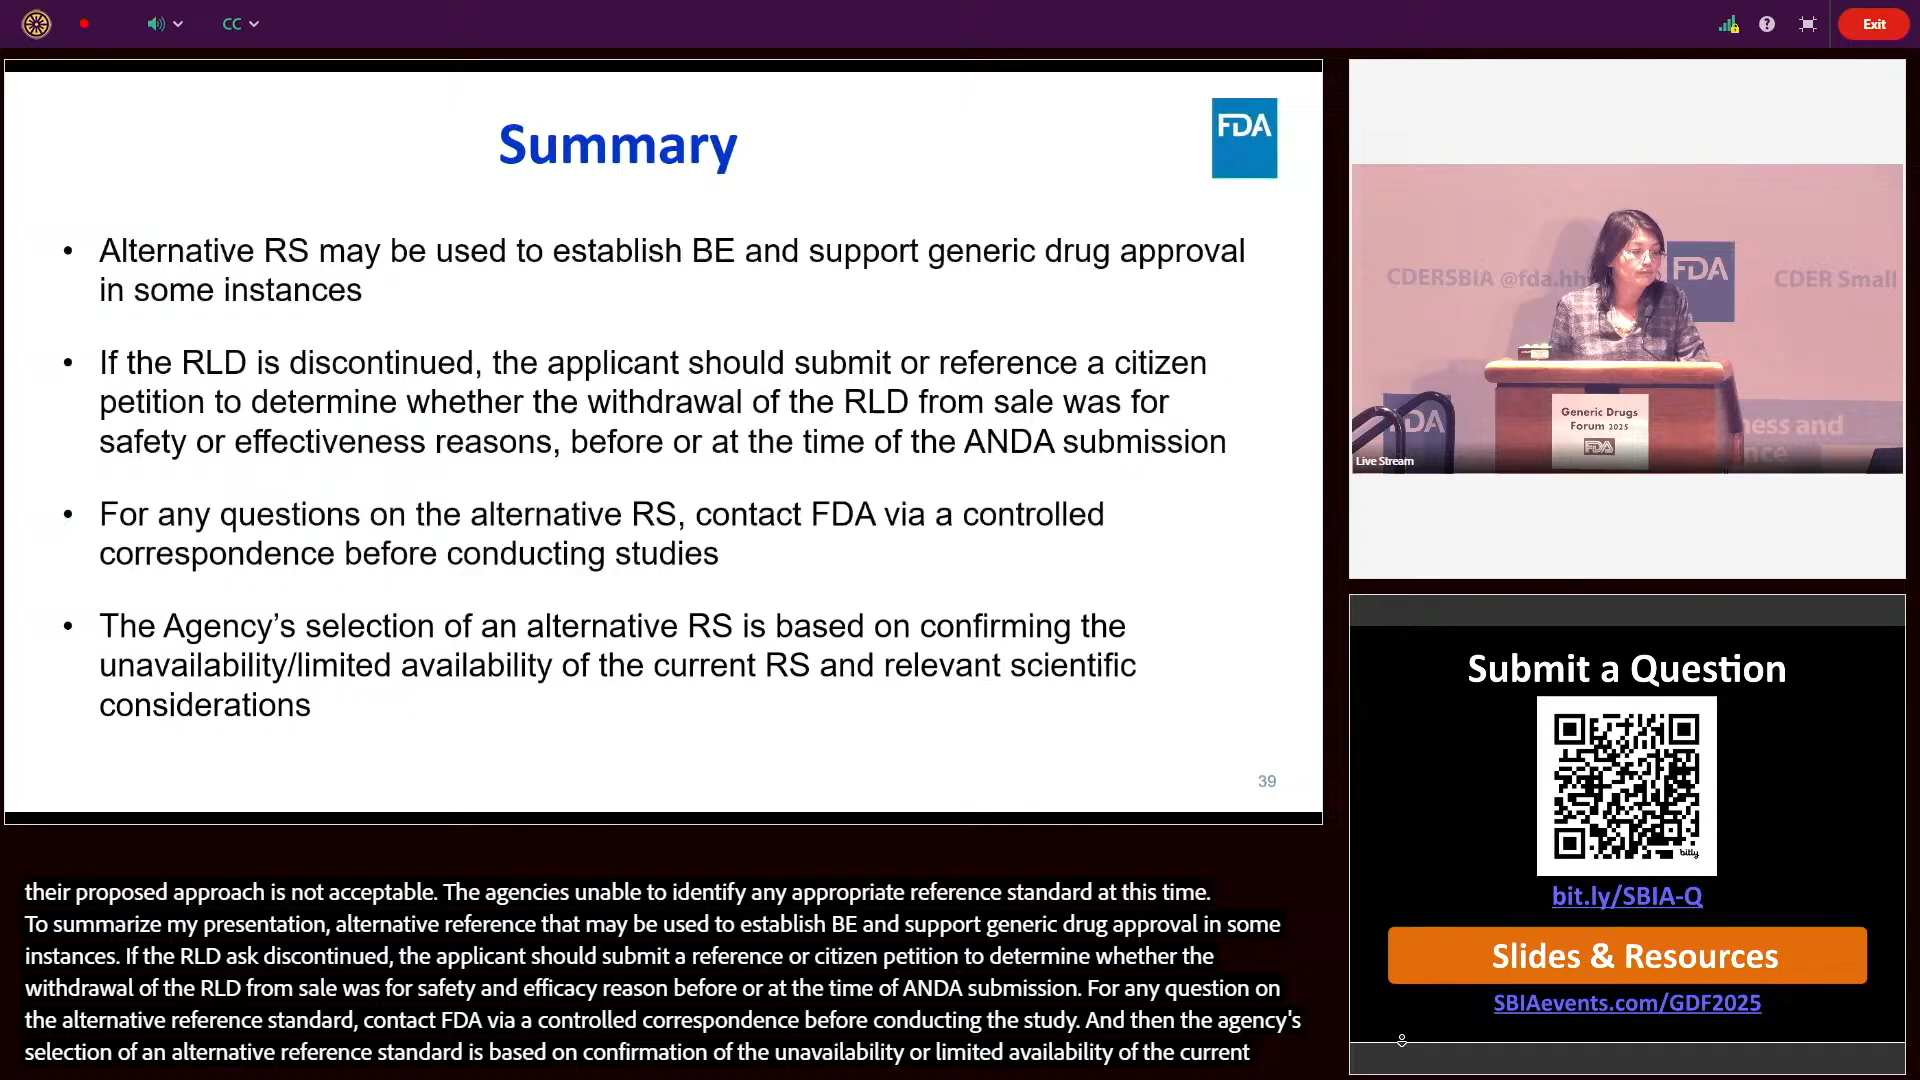 CC
Exit
Summary
FDA
• Alternative RS may be used to establish BE and support generic drug approval
in some instances
• If the RLD is discontinued, the applicant should submit or reference a citizen
petition to determine whether the withdrawal of the RLD from sale was for
safety or effectiveness reasons, before or at the time of the ANDA submission
• For any questions on the alternative RS, contact FDA via a controlled
correspondence before conducting studies
• The Agency's selection of an alternative RS is based on confirming the
unavailability/limited availability of the current RS and relevant scientific
considerations
39
their proposed approach is not acceptable. The agencies unable to identify any appropriate reference standard at this time.
To summarize my presentation, alternative reference that may be used to establish BE and support generic drug approval in some
instances. If the RLD ask discontinued, the applicant should submit a reference or citizen petition to determine whether the
withdrawal of the RLD from sale was for safety and efficacy reason before or at the time of ANDA submission. For any question on
the alternative reference standard, contact FDA via a controlled correspondence before conducting the study. And then the agency's
selection of an alternative reference standard is based on confirmation of the unavailability or limited availability of the current
CDERSBIA @fda.hh
FDA
CDER Small
Generic Drugs
Forum 2025
FDA
DA
ness and
nce
Live Stream
Submit a Question
bitly
bit.ly/SBIA-Q
Slides & Resources
SBIAevents.com/GDF2025